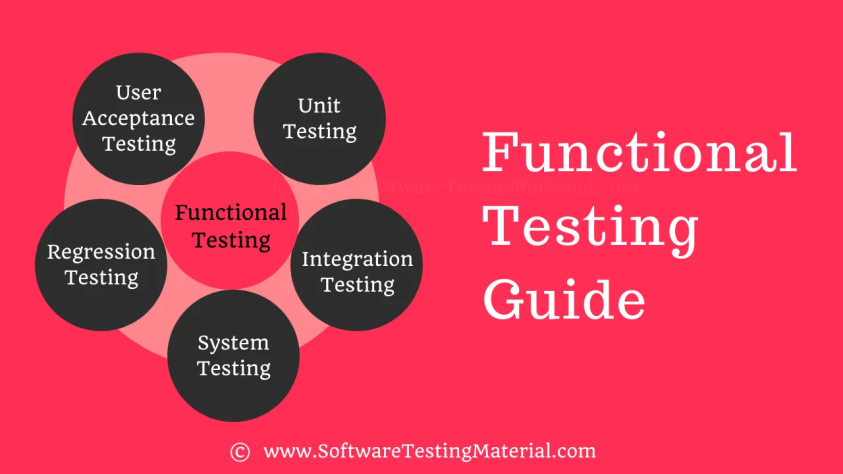 User
Acceptance
Testing
Unit
Testing
Functional
Testing
Regression
Testing
Integration
Testing
System
Testing
Functional
Testing
Guide
© www.SoftwareTestingMaterial.com